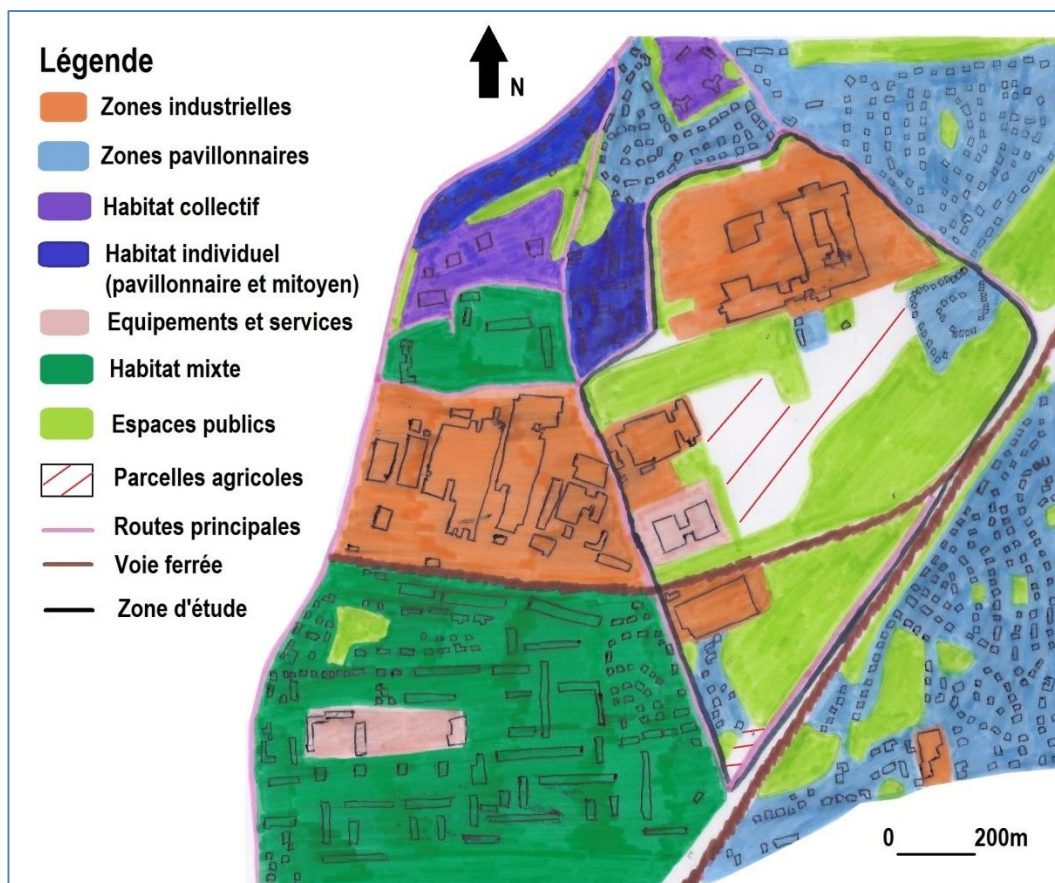 Légende
N
Zones industrielles
Zones pavillonnaires
Habitat collectif
Habitat individuel
(pavillonnaire et mitoyen)
Equipements et services
Habitat mixte
Espaces publics
Parcelles agricoles
Routes principales
Voie ferrée
Zone d'étude
0 200m